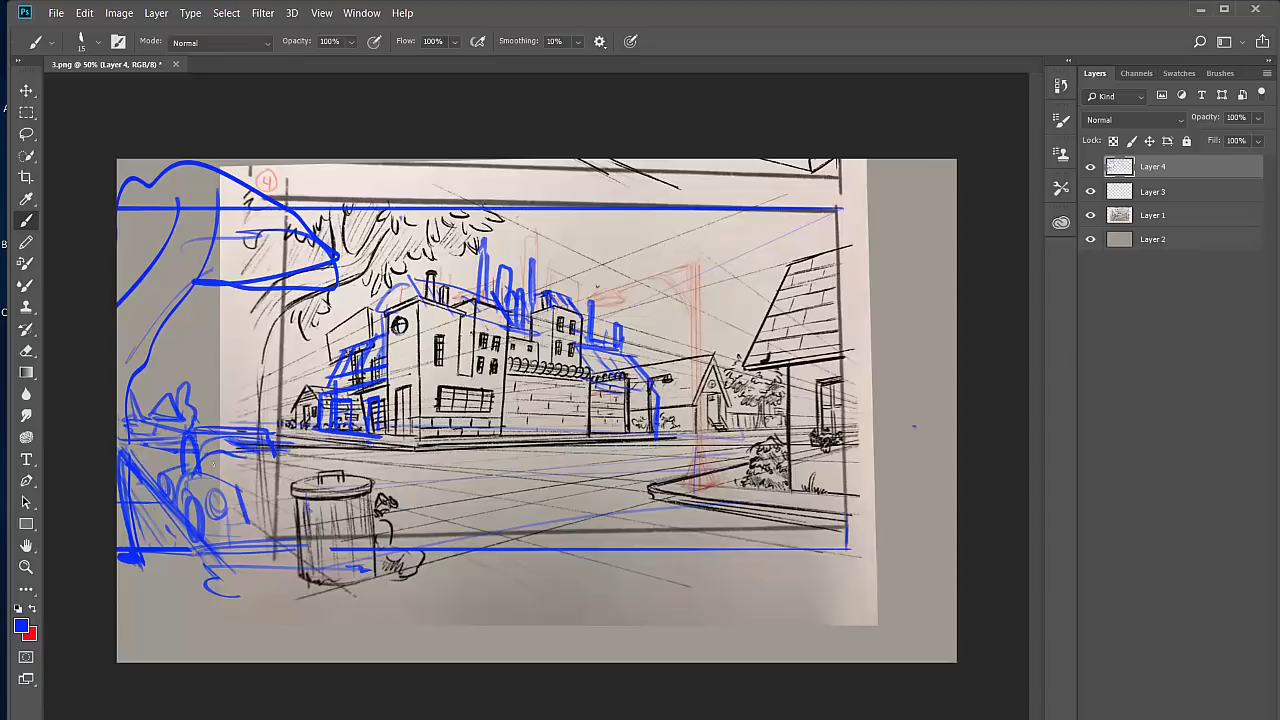 Ps File Edit Image Layer Type Select Filter 3D View Window Help
15 Mode: Normal Opacity: 100% Flow: 100% Smoothing: 10%
3.png @ 50% (Layer 4, RGB/8) *
Layers Channels Swatches Brushes
Kind
Normal Opacity: 100%
Lock: Fill: 100%
Layer 4
Layer 3
Layer 1
Layer 2
4